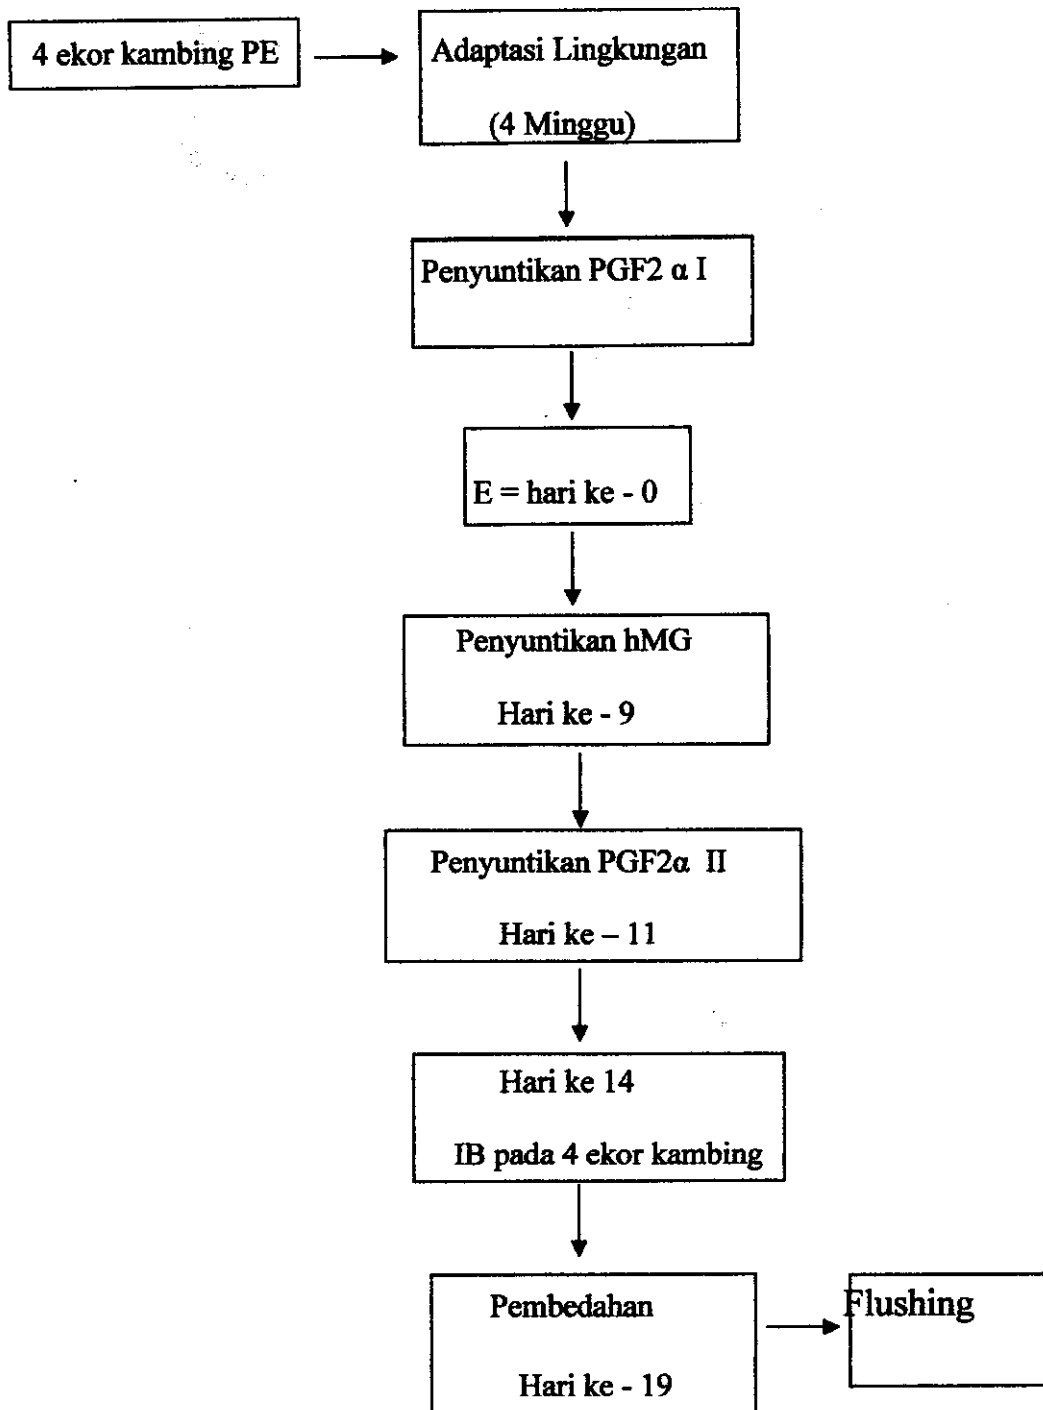 4 ekor kambing PE
Adaptasi Lingkungan
(4 Minggu)
Penyuntikan PGF2 α I
E = hari ke - 0
Penyuntikan hMG
Hari ke - 9
Penyuntikan PGF2α II
Hari ke – 11
Hari ke 14
IB pada 4 ekor kambing
Pembedahan
Hari ke - 19
Flushing